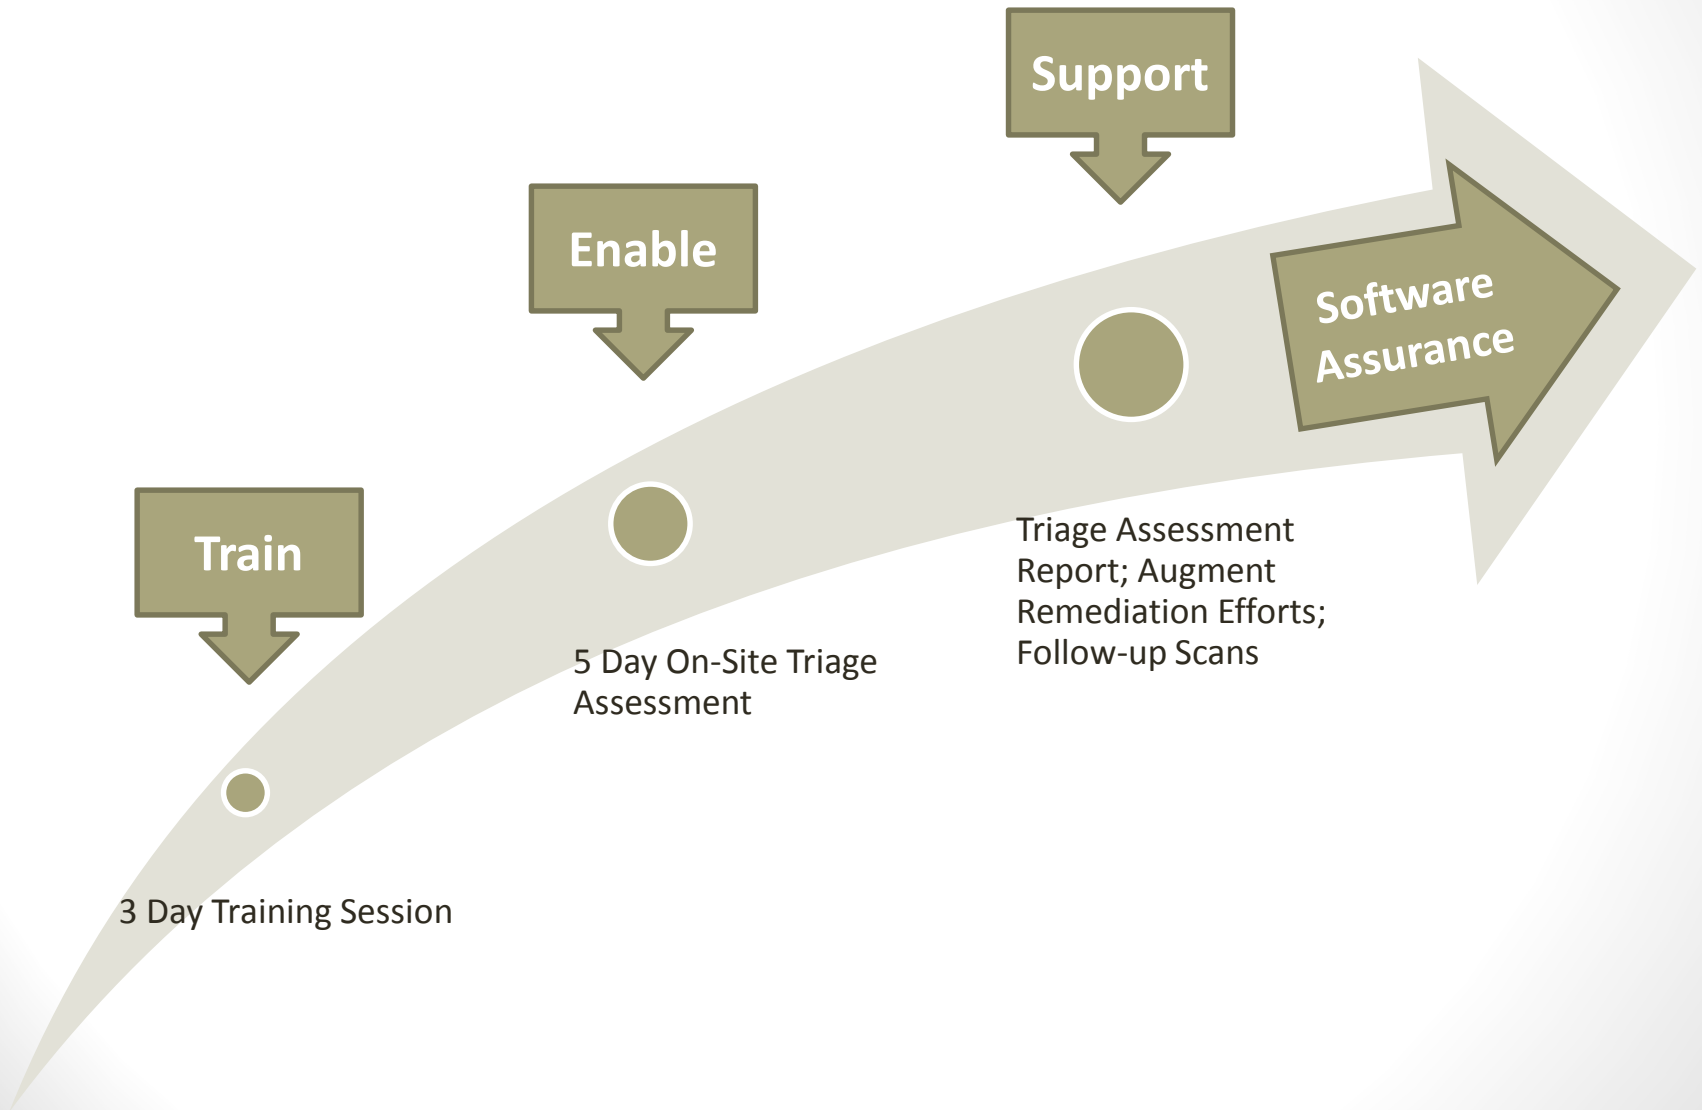 Support
Enable
Software
Assurance
Train
Triage Assessment
Report; Augment
Remediation Efforts;
Follow-up Scans
5 Day On-Site Triage
Assessment
3 Day Training Session